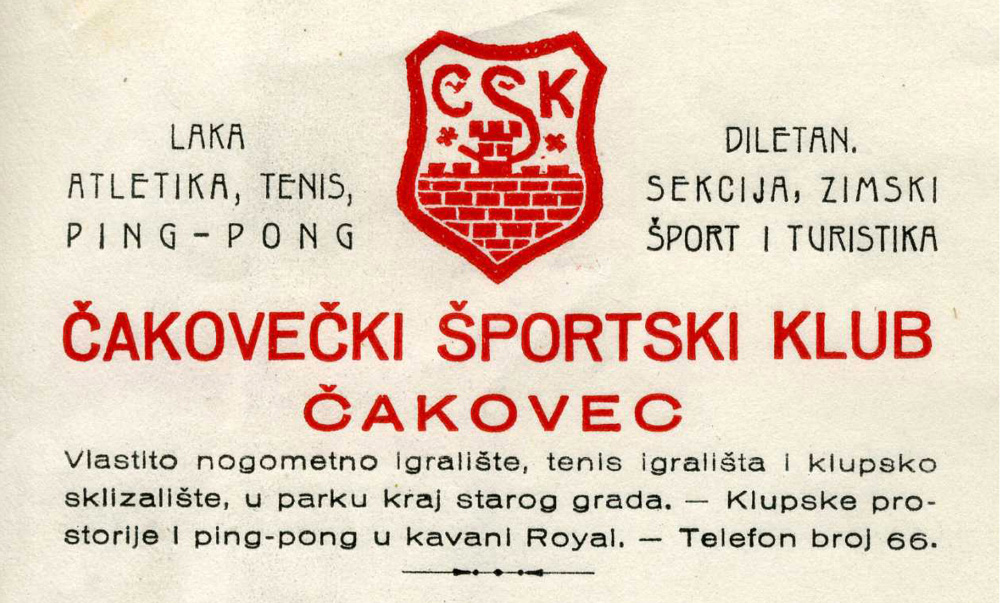 ČŠK
LAKA
ATLETIKA, TENIS,
PING-PONG
DILETAN.
SEKCIJA, ZIMSKI
ŠPORT I TURISTIKA
ČAKOVEČKI ŠPORTSKI KLUB
ČAKOVEC
Vlastito nogometno igralište, tenis igrališta i klupsko
sklizalište, u parku kraj starog grada. — Klupske pro-
storije i ping-pong u kavani Royal. — Telefon broj 66.